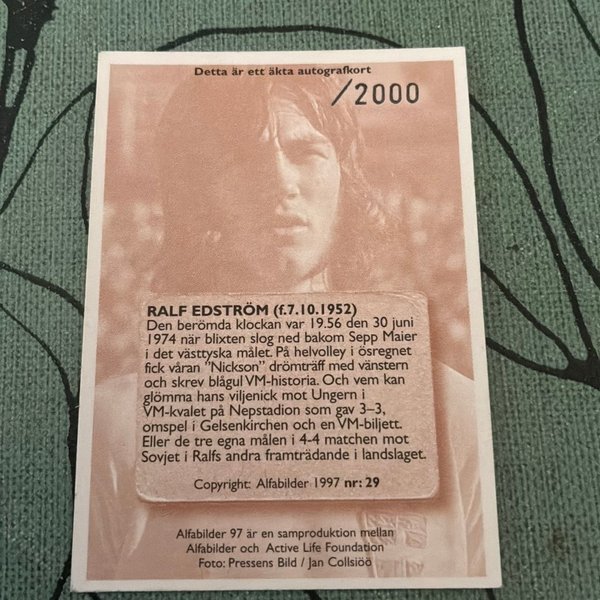 Detta är ett äkta autografkort
/2000
RALF EDSTRÖM (f.7.10.1952)
Den berömda klockan var 19.56 den 30 juni
1974 när blixten slog ned bakom Sepp Maier
i det västtyska målet. På helvolley i ösregnet
fick våran "Nickson" drömträff med vänstern
och skrev blågul VM-historia. Och vem kan
glömma hans viljenick mot Ungern i
VM-kvalet på Nepstadion som gav 3–3,
omspel i Gelsenkirchen och en VM-biljett.
Eller de tre egna målen i 4-4 matchen mot
Sovjet i Ralfs andra framträdande i landslaget.
Copyright: Alfabilder 1997 nr: 29
Alfabilder 97 är en samproduktion mellan
Alfabilder och Active Life Foundation
Foto: Pressens Bild / Jan Collsiöö